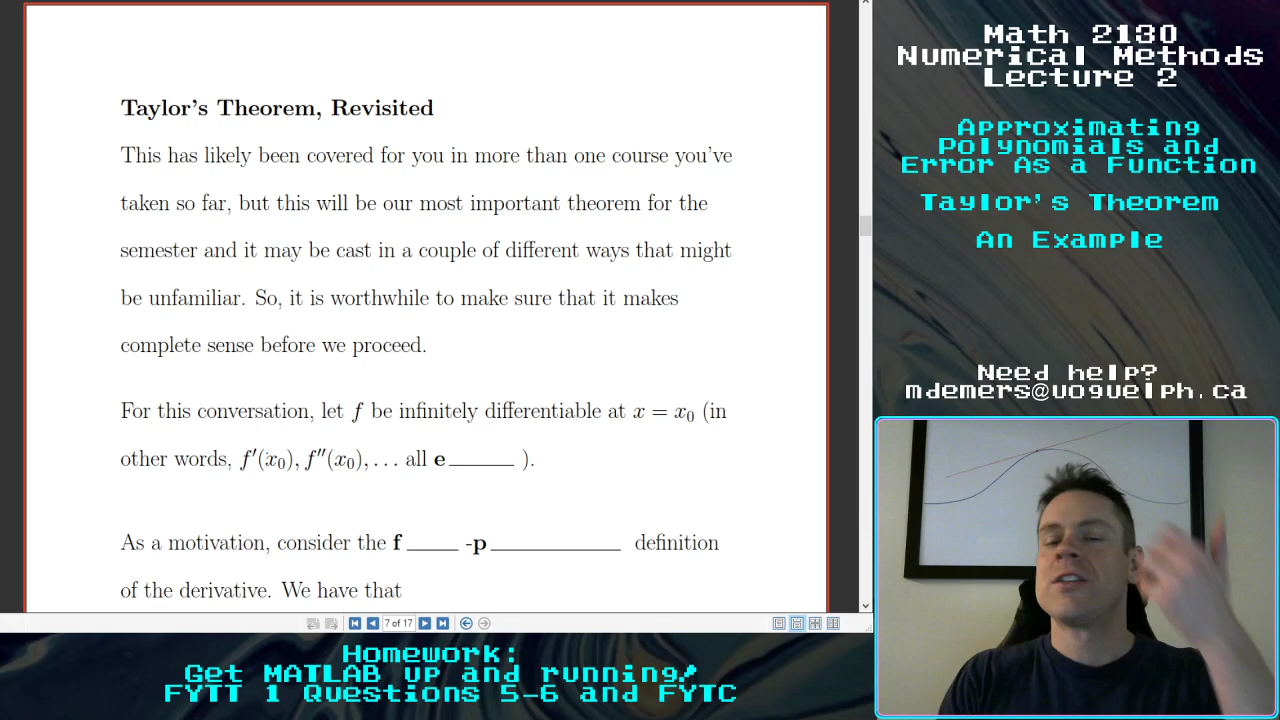 Taylor's Theorem, Revisited
This has likely been covered for you in more than one course you've
taken so far, but this will be our most important theorem for the
semester and it may be cast in a couple of different ways that might
be unfamiliar. So, it is worthwhile to make sure that it makes
complete sense before we proceed.
For this conversation, let f be infinitely differentiable at x = x₀ (in
other words, f′(x₀), f″(x₀), . . . all e______ ).
As a motivation, consider the f _____ -p _____________ definition
of the derivative. We have that
7 of 17
Homework:
Get MATLAB up and running!
FYTT 1 Questions 5-6 and FYTC
Math 2130
Numerical Methods
Lecture 2
Approximating
Polynomials and
Error As a Function
Taylor's Theorem
An Example
Need help?
mdemers@uoguelph.ca